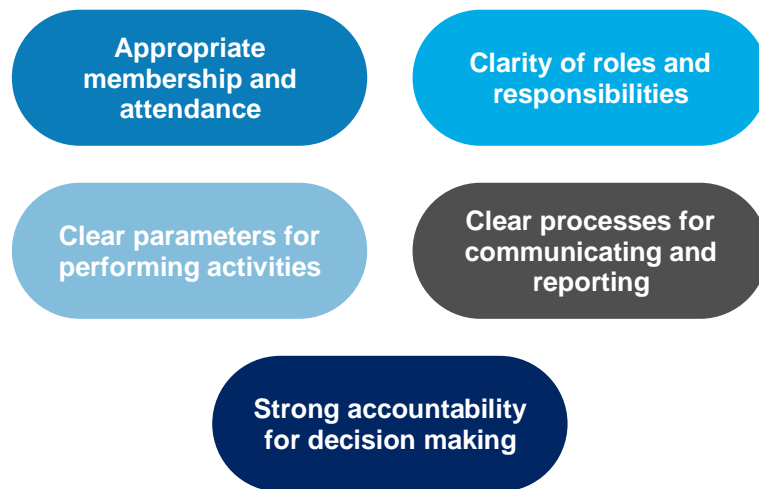 Appropriate
membership and
attendance
Clarity of roles and
responsibilities
Clear parameters for
performing activities
Clear processes for
communicating and
reporting
Strong accountability
for decision making